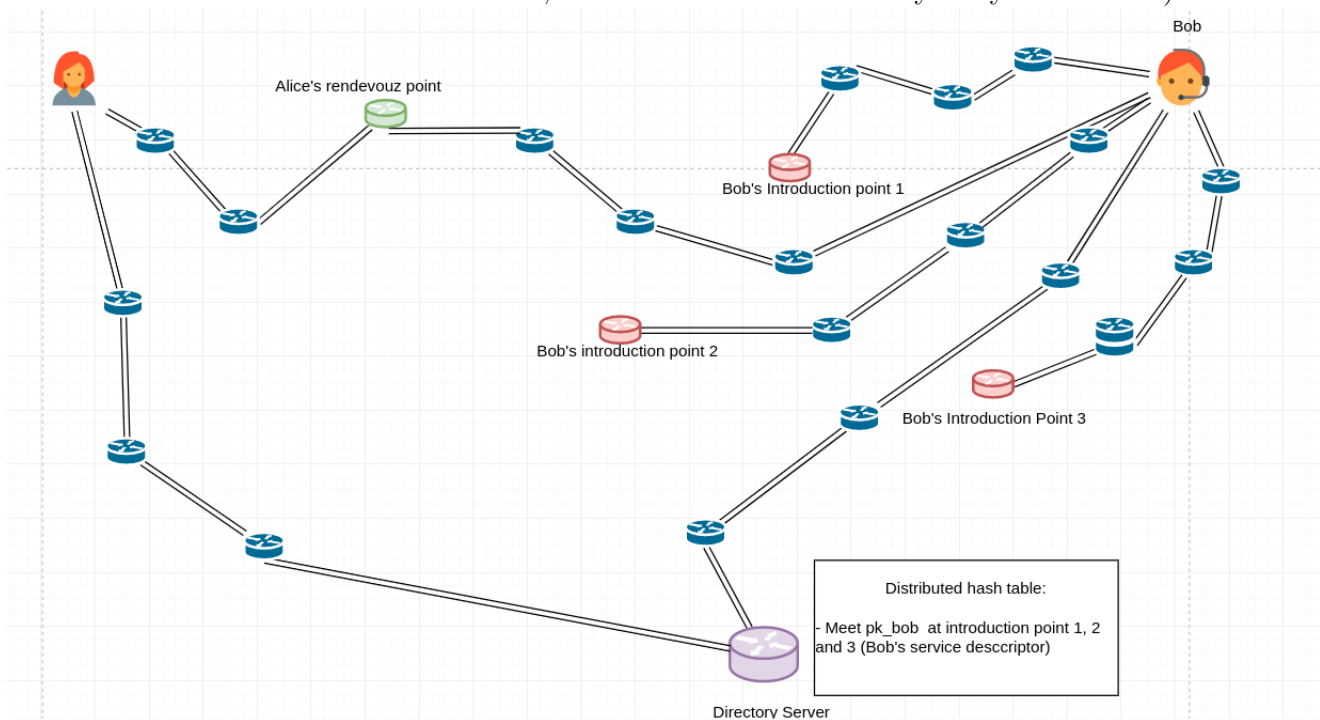 Bob
Alice's rendevouz point
Bob's Introduction point 1
Bob's introduction point 2
Bob's Introduction Point 3
Distributed hash table:
- Meet pk_bob at introduction point 1, 2
and 3 (Bob's service desccriptor)
Directory Server